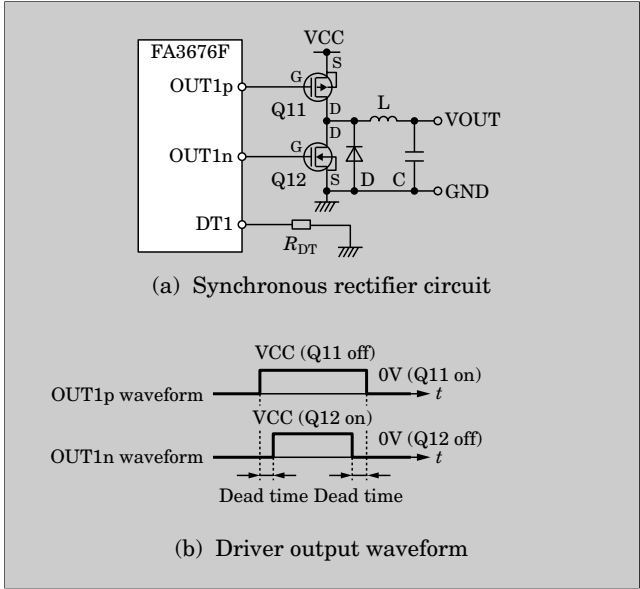 VCC
FA3676F
S
OUT1p
G
Q11
D
L
VOUT
D
OUT1n
G
Q12
D
C
S
GND
DT1
RDT
(a) Synchronous rectifier circuit
VCC (Q11 off)
0V (Q11 on)
OUT1p waveform
t
VCC (Q12 on)
0V (Q12 off)
OUT1n waveform
t
Dead time Dead time
(b) Driver output waveform